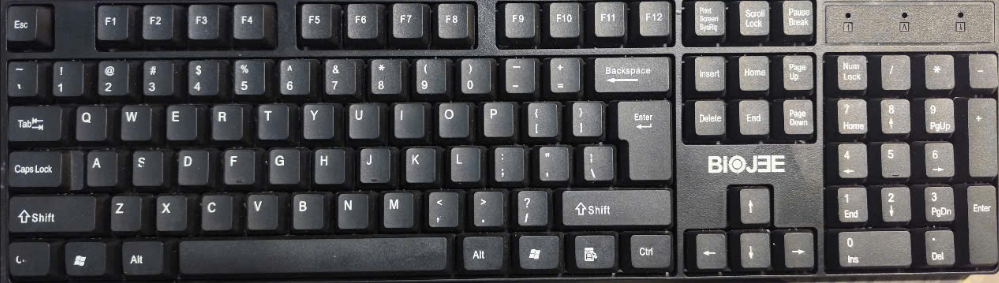 Esc F1 F2 F3 F4 F5 F6 F7 F8 F9 F10 F11 F12 Print Screen SysRq Scroll Lock Pause Break
~ ! @ # $ % ^ & * ( ) _ + Backspace Insert Home Page Up Num Lock / * -
` 1 2 3 4 5 6 7 8 9 0 - =
Tab Q W E R T Y U I O P { [ } ] Enter Delete End Page Down 7 Home 8 ↑ 9 PgUp +
Caps Lock A S D F G H J K L : ; " ' | \ BIOJEE 4 ← 5 6 →
Shift Z X C V B N M < , > . ? / Shift ↑ 1 End 2 ↓ 3 PgDn Enter
Alt Alt Ctrl ← ↓ → 0 Ins . Del